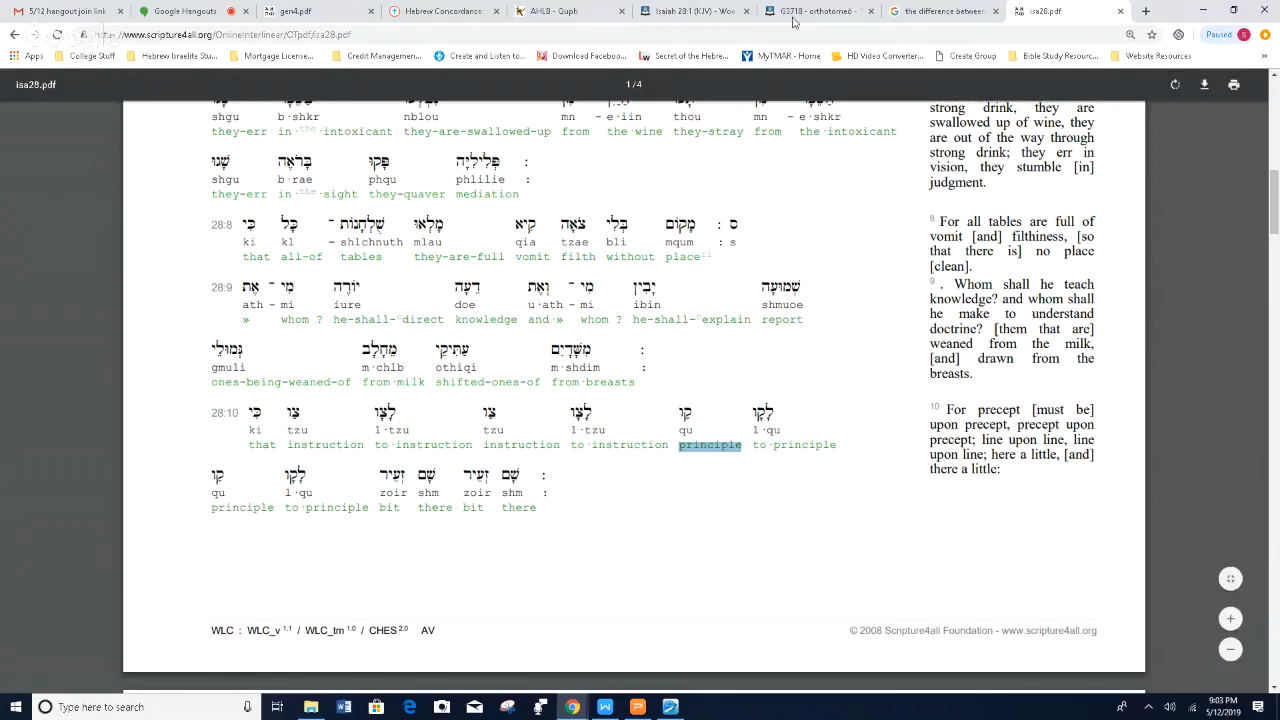 5/12 hangout join link
Hebrew Israelite Found
gen4.pdf
Hebrew Concordance:
AHLB - Quph
Isaiah 28:1 (KJV) - Wo
G3718 - orthotomeō -
the difference between
isa28.pdf
https://www.scripture4all.org/OnlineInterlinear/OTpdf/isa28.pdf
Paused
Apps College Stuff Hebrew Israelite Stu Mortgage License... Credit Management... Create and Listen to... Download Facebook... Secret of the Hebre... MyTMAR - Home HD Video Converter... Create Group Bible Study Resour... Website Resources
isa28.pdf 1/4
shgu b·shkr nblou mn - e·iin thou mn - e·shkr
they-err in·the·intoxicant they-are-swallowed-up from the·wine they-stray from the·intoxicant
שָׁגוּ בָּרֹאֶה פָּקוּ פְּלִילִיָּה :
shgu b·rae phqu phlilie :
they-err in·the·sight they-quaver mediation
28:8 כִּי כָּל ־ שֻׁלְחָנוֹת מָלְאוּ קִיא צֹאָה בְּלִי מָקוֹם : ס
ki kl - shlchnuth mlau qia tzae bli mqum : s
that all-of tables they-are-full vomit filth without place
28:9 אֶת ־ מִי יוֹרֶה דֵעָה וְאֶת ־ מִי יָבִין שְׁמוּעָה
ath - mi iure doe u·ath - mi ibin shmuoe
» whom ? he-shall-direct knowledge and·» whom ? he-shall-explain report
גְּמוּלֵי מֵחָלָב עַתִּיקֵי מִשָּׁדָיִם :
gmuli m·chlb othiqi m·shdim :
ones-being-weaned-of from·milk shifted-ones-of from·breasts
28:10 כִּי צַו לָצָו צַו לָצָו קַו לָקָו
ki tzu l·tzu tzu l·tzu qu l·qu
that instruction to·instruction instruction to·instruction principle to·principle
קַו לָקָו זְעֵיר שָׁם זְעֵיר שָׁם :
qu l·qu zoir shm zoir shm :
principle to·principle bit there bit there
strong drink, they are
swallowed up of wine, they
are out of the way through
strong drink; they err in
vision, they stumble [in]
judgment.
8 For all tables are full of
vomit [and] filthiness, [so
that there is] no place
[clean].
9 . Whom shall he teach
knowledge? and whom shall
he make to understand
doctrine? [them that are]
weaned from the milk,
[and] drawn from the
breasts.
10 For precept [must be]
upon precept, precept upon
precept; line upon line, line
upon line; here a little, [and]
there a little:
WLC : WLC_v 1.1 / WLC_tm 1.0 / CHES 2.0 AV
© 2008 Scripture4all Foundation - www.scripture4all.org
Type here to search
9:03 PM
5/12/2019